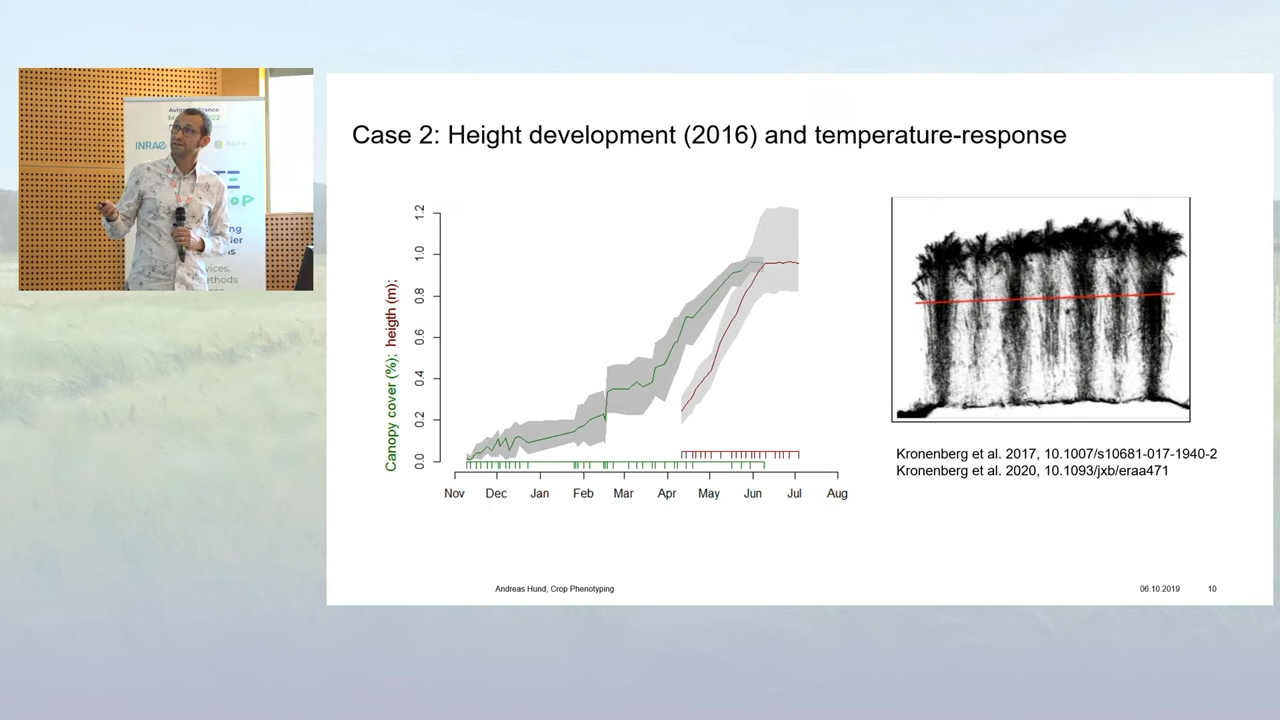 Case 2: Height development (2016) and temperature-response
Canopy cover (%); heigth (m);
1.2
1.0
0.8
0.6
0.4
0.2
0.0
Nov Dec Jan Feb Mar Apr May Jun Jul Aug
Kronenberg et al. 2017, 10.1007/s10681-017-1940-2
Kronenberg et al. 2020, 10.1093/jxb/eraa471
Andreas Hund, Crop Phenotyping
06.10.2019 10
INRAE